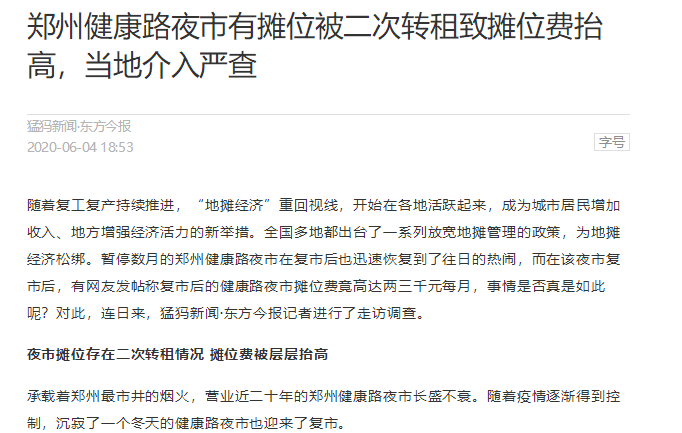 郑州健康路夜市有摊位被二次转租致摊位费抬
高，当地介入严查
猛犸新闻·东方今报
2020-06-04 18:53
字号
随着复工复产持续推进，“地摊经济”重回视线，开始在各地活跃起来，成为城市居民增加
收入、地方增强经济活力的新举措。全国多地都出台了一系列放宽地摊管理的政策，为地摊
经济松绑。暂停数月的郑州健康路夜市在复市后也迅速恢复到了往日的热闹，而在该夜市复
市后，有网友发帖称复市后的健康路夜市摊位费竟高达两三千元每月，事情是否真是如此
呢？对此，连日来，猛犸新闻·东方今报记者进行了走访调查。
夜市摊位存在二次转租情况 摊位费被层层抬高
承载着郑州最市井的烟火，营业近二十年的郑州健康路夜市长盛不衰。随着疫情逐渐得到控
制，沉寂了一个冬天的健康路夜市也迎来了复市。